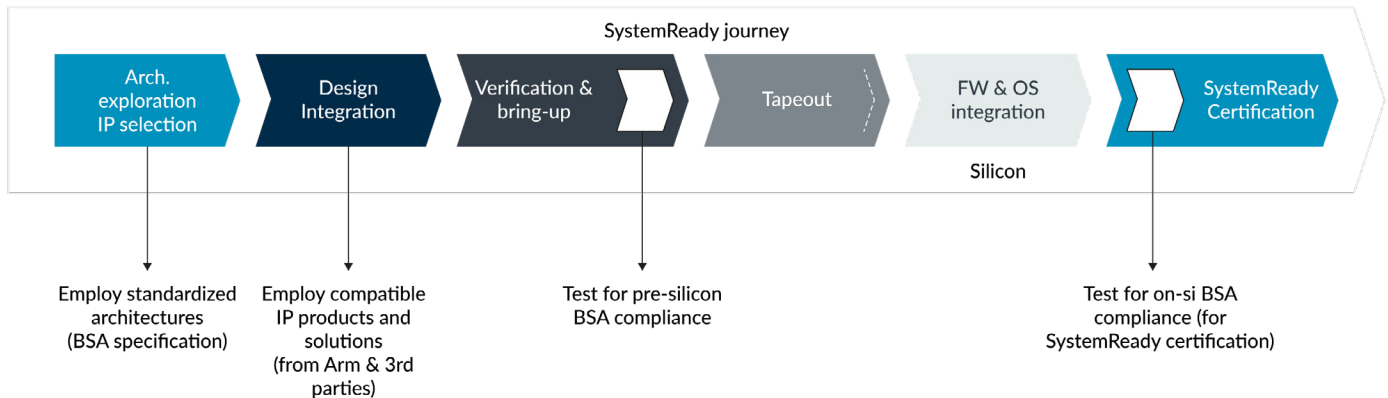 SystemReady journey
Arch.
exploration
IP selection
Design
Integration
Verification &
bring-up
Tapeout
FW & OS
integration
SystemReady
Certification
Silicon
Employ standardized
architectures
(BSA specification)
Employ compatible
IP products and
solutions
(from Arm & 3rd
parties)
Test for pre-silicon
BSA compliance
Test for on-si BSA
compliance (for
SystemReady certification)